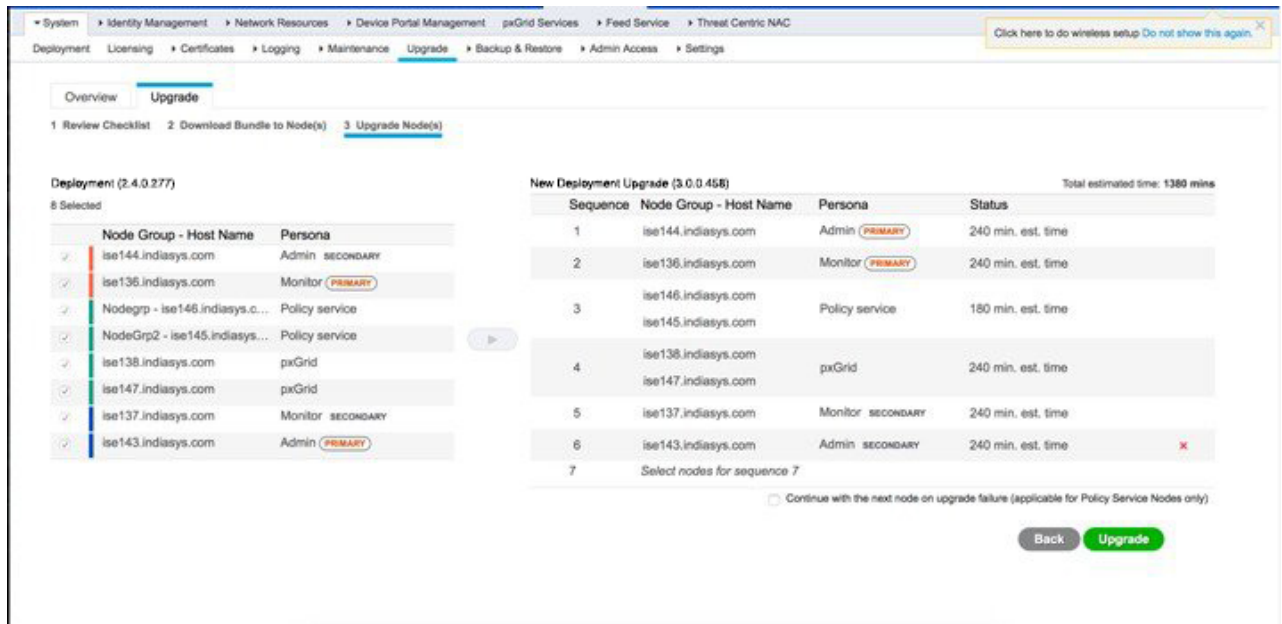 System Identity Management Network Resources Device Portal Management pxGrid Services Feed Service Threat Centric NAC
Click here to do wireless setup Do not show this again.
Deployment Licensing Certificates Logging Maintenance Upgrade Backup & Restore Admin Access Settings
Overview Upgrade
1 Review Checklist 2 Download Bundle to Node(s) 3 Upgrade Node(s)
Deployment (2.4.0.277)
8 Selected
Node Group - Host Name Persona
ise144.indiasys.com Admin SECONDARY
ise136.indiasys.com Monitor PRIMARY
Nodegrp - ise146.indiasys.c... Policy service
NodeGrp2 - ise145.indiasys... Policy service
ise138.indiasys.com pxGrid
ise147.indiasys.com pxGrid
ise137.indiasys.com Monitor SECONDARY
ise143.indiasys.com Admin PRIMARY
New Deployment Upgrade (3.0.0.458) Total estimated time: 1380 mins
Sequence Node Group - Host Name Persona Status
1 ise144.indiasys.com Admin PRIMARY 240 min. est. time
2 ise136.indiasys.com Monitor PRIMARY 240 min. est. time
3 ise146.indiasys.com Policy service 180 min. est. time
ise145.indiasys.com
4 ise138.indiasys.com pxGrid 240 min. est. time
ise147.indiasys.com
5 ise137.indiasys.com Monitor SECONDARY 240 min. est. time
6 ise143.indiasys.com Admin SECONDARY 240 min. est. time
7 Select nodes for sequence 7
Continue with the next node on upgrade failure (applicable for Policy Service Nodes only)
Back Upgrade